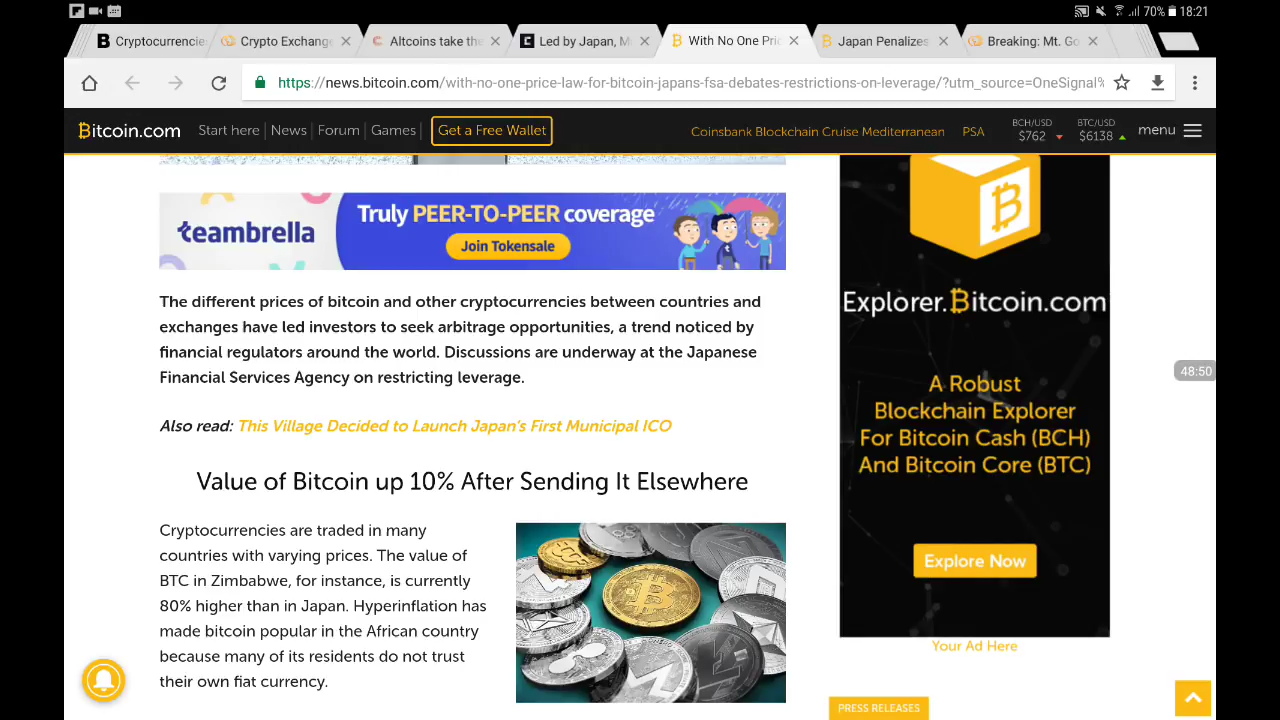 70% 18:21
Cryptocurrencie
Crypto Exchange
Altcoins take the
Led by Japan, M
With No One Pric
Japan Penalizes
Breaking: Mt. Go
https://news.bitcoin.com/with-no-one-price-law-for-bitcoin-japans-fsa-debates-restrictions-on-leverage/?utm_source=OneSignal%
Bitcoin.com Start here News Forum Games Get a Free Wallet Coinsbank Blockchain Cruise Mediterranean PSA
BCH/USD $762
BTC/USD $6138
menu
teambrella
Truly PEER-TO-PEER coverage
Join Tokensale
The different prices of bitcoin and other cryptocurrencies between countries and
exchanges have led investors to seek arbitrage opportunities, a trend noticed by
financial regulators around the world. Discussions are underway at the Japanese
Financial Services Agency on restricting leverage.
Also read: This Village Decided to Launch Japan's First Municipal ICO
Value of Bitcoin up 10% After Sending It Elsewhere
Cryptocurrencies are traded in many
countries with varying prices. The value of
BTC in Zimbabwe, for instance, is currently
80% higher than in Japan. Hyperinflation has
made bitcoin popular in the African country
because many of its residents do not trust
their own fiat currency.
Explorer.Bitcoin.com
A Robust
Blockchain Explorer
For Bitcoin Cash (BCH)
And Bitcoin Core (BTC)
Explore Now
Your Ad Here
PRESS RELEASES
48:50